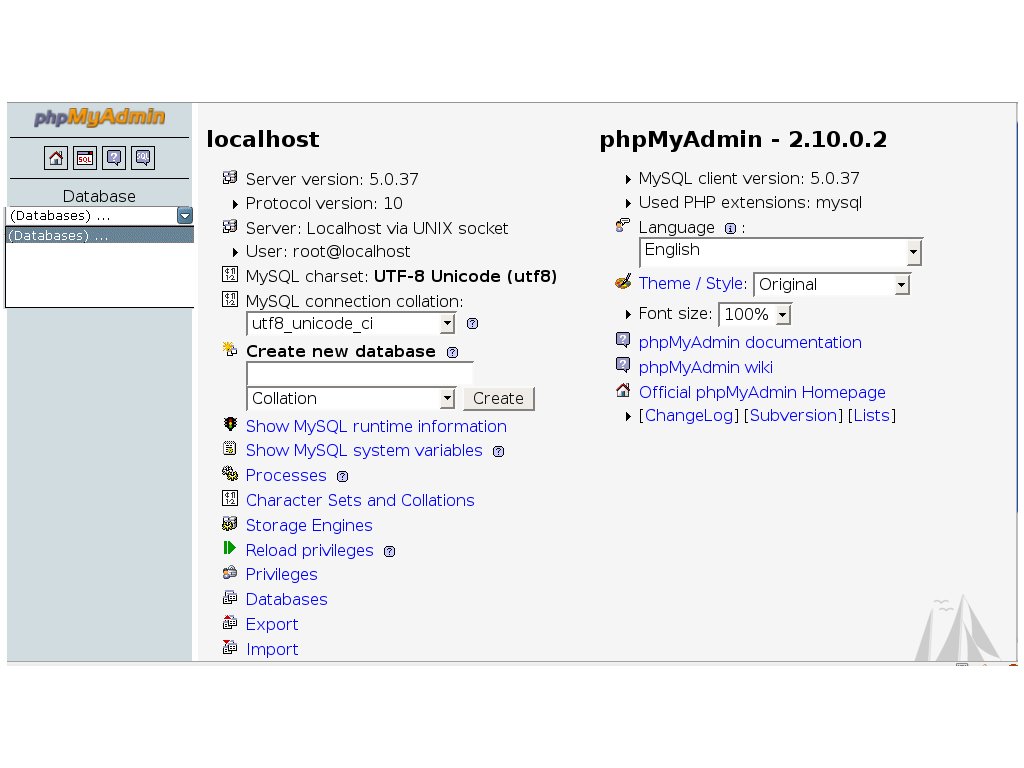 phpMyAdmin
SQL
Database
(Databases) ...
(Databases) ...
localhost
Server version: 5.0.37
Protocol version: 10
Server: Localhost via UNIX socket
User: root@localhost
MySQL charset: UTF-8 Unicode (utf8)
MySQL connection collation:
utf8_unicode_ci
Create new database
Collation
Create
Show MySQL runtime information
Show MySQL system variables
Processes
Character Sets and Collations
Storage Engines
Reload privileges
Privileges
Databases
Export
Import
phpMyAdmin - 2.10.0.2
MySQL client version: 5.0.37
Used PHP extensions: mysql
Language :
English
Theme / Style: Original
Font size: 100%
phpMyAdmin documentation
phpMyAdmin wiki
Official phpMyAdmin Homepage
[ChangeLog] [Subversion] [Lists]